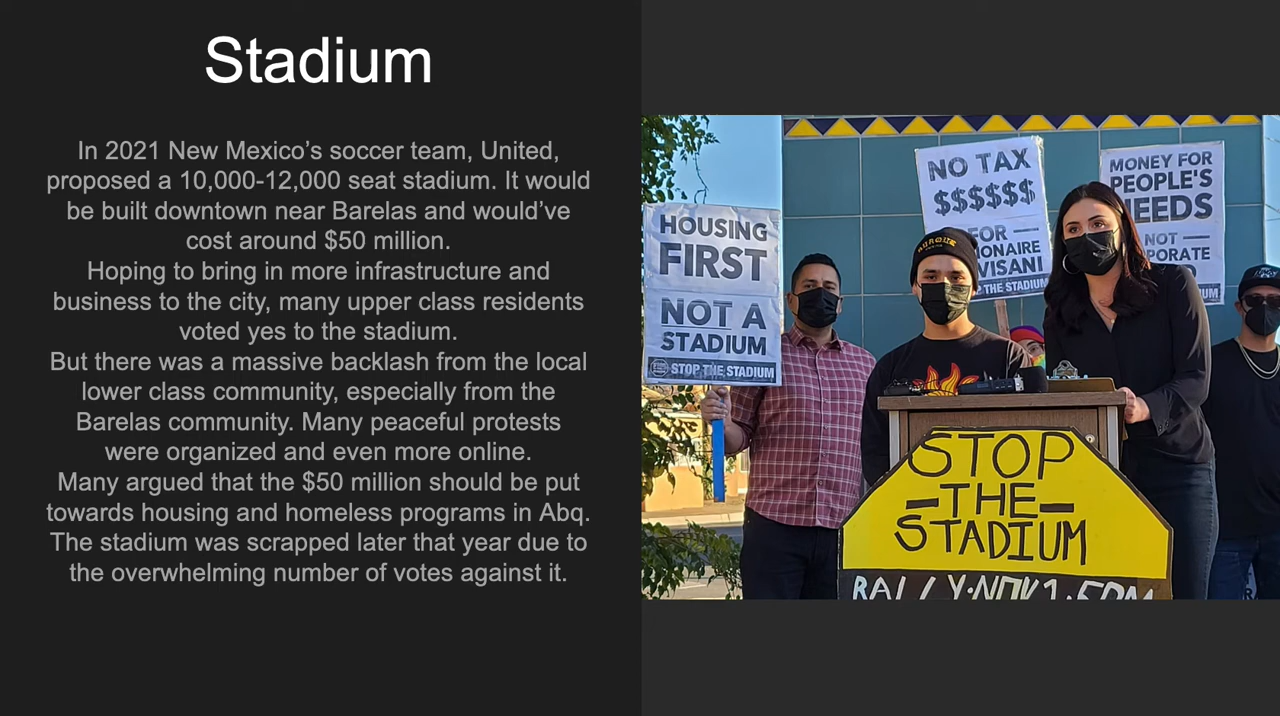 Stadium
In 2021 New Mexico’s soccer team, United,
proposed a 10,000-12,000 seat stadium. It would
be built downtown near Barelas and would’ve
cost around $50 million.
Hoping to bring in more infrastructure and
business to the city, many upper class residents
voted yes to the stadium.
But there was a massive backlash from the local
lower class community, especially from the
Barelas community. Many peaceful protests
were organized and even more online.
Many argued that the $50 million should be put
towards housing and homeless programs in Abq.
The stadium was scrapped later that year due to
the overwhelming number of votes against it.
HOUSING
FIRST
NOT A
STADIUM
STOP THE STADIUM
NO TAX
$$$$$$
FOR
IONAIRE
VISANI
THE STADIUM
MONEY FOR
PEOPLE'S
NEEDS
NOT
PORATE
STOP
-THE-
STADIUM
RALLY·NOV 1·5PM